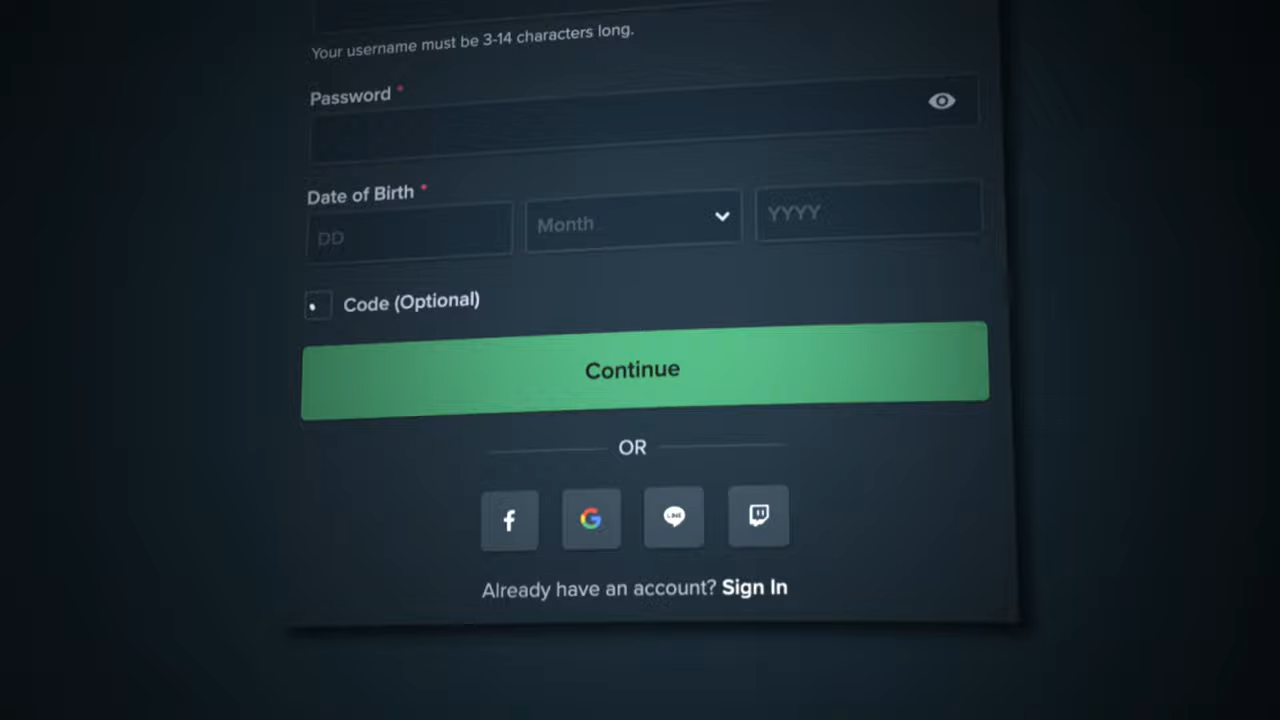 Your username must be 3-14 characters long.
Password *
Date of Birth *
DD
Month
YYYY
Code (Optional)
Continue
OR
LINE
Already have an account? Sign In